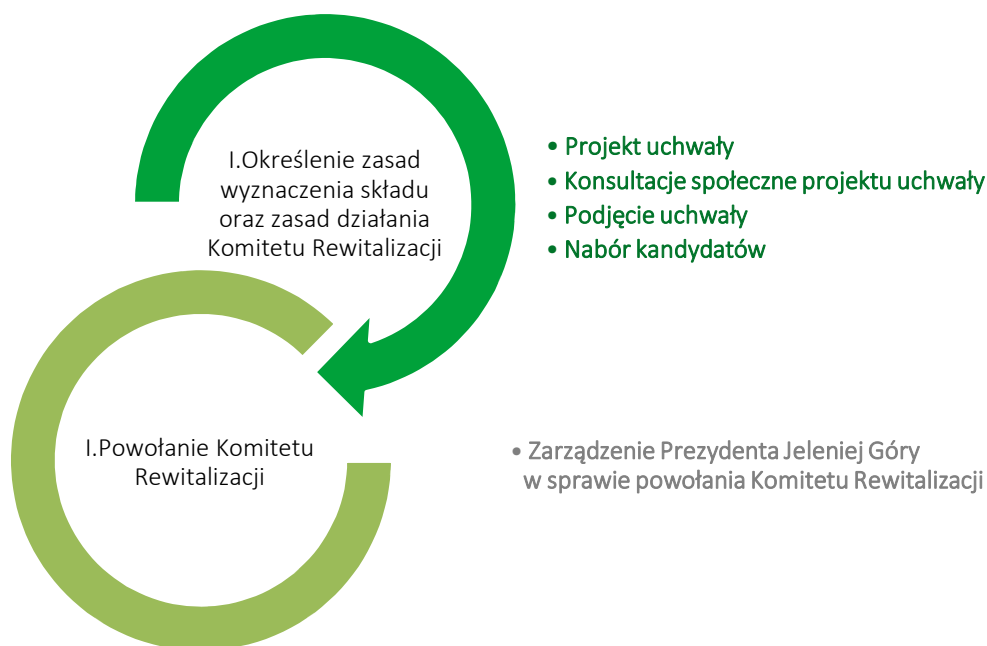 I.Określenie zasad
wyznaczenia składu
oraz zasad działania
Komitetu Rewitalizacji
• Projekt uchwały
• Konsultacje społeczne projektu uchwały
• Podjęcie uchwały
• Nabór kandydatów
I.Powołanie Komitetu
Rewitalizacji
• Zarządzenie Prezydenta Jeleniej Góry
w sprawie powołania Komitetu Rewitalizacji